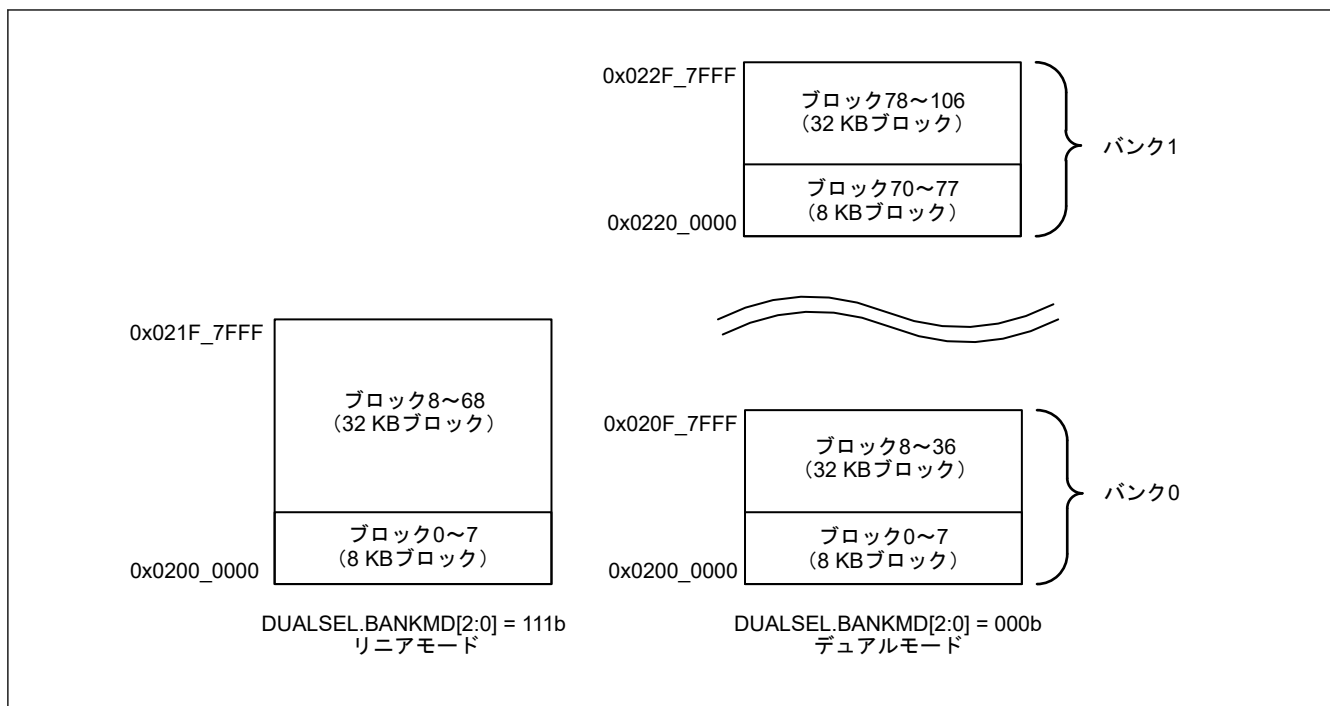 0x022F_7FFF
ブロック78～106
(32 KBブロック)
バンク1
ブロック70～77
(8 KBブロック)
0x0220_0000
0x021F_7FFF
ブロック8～68
(32 KBブロック)
ブロック0～7
(8 KBブロック)
0x0200_0000
0x020F_7FFF
ブロック8～36
(32 KBブロック)
バンク0
ブロック0～7
(8 KBブロック)
0x0200_0000
DUALSEL.BANKMD[2:0] = 111b
リニアモード
DUALSEL.BANKMD[2:0] = 000b
デュアルモード